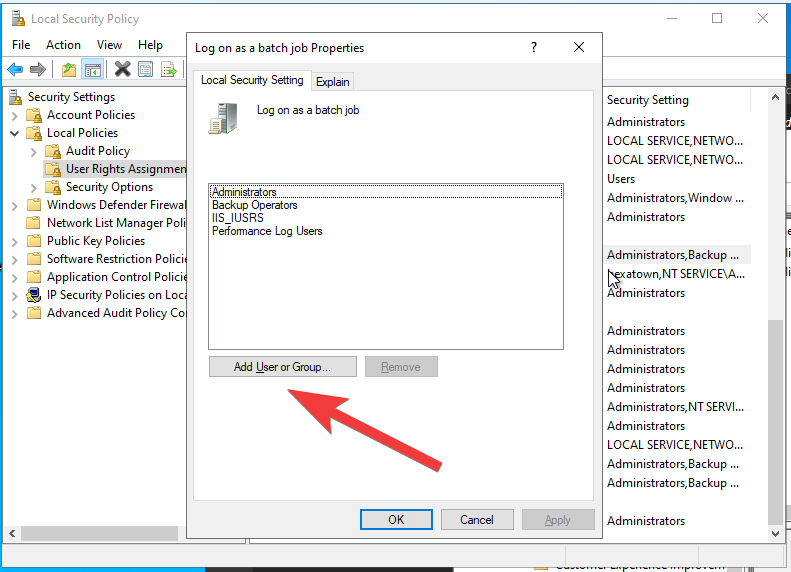 Local Security Policy
File Action View Help
Security Settings
Account Policies
Local Policies
Audit Policy
User Rights Assignmen
Security Options
Windows Defender Firewal
Network List Manager Poli
Public Key Policies
Software Restriction Policie
Application Control Policie
IP Security Policies on Loca
Advanced Audit Policy Co
Log on as a batch job Properties
?
Local Security Setting Explain
Log on as a batch job
Administrators
Backup Operators
IIS_IUSRS
Performance Log Users
Add User or Group... Remove
OK Cancel Apply
Security Setting
Administrators
LOCAL SERVICE,NETWO...
LOCAL SERVICE,NETWO...
Users
Administrators,Window ...
Administrators
Administrators,Backup ...
exatown,NT SERVICE\A...
Administrators
Administrators
Administrators
Administrators
Administrators
Administrators,NT SERVI...
Administrators
LOCAL SERVICE,NETWO...
Administrators,Backup ...
Administrators,Backup ...
Administrators
Customer Experience Improvem